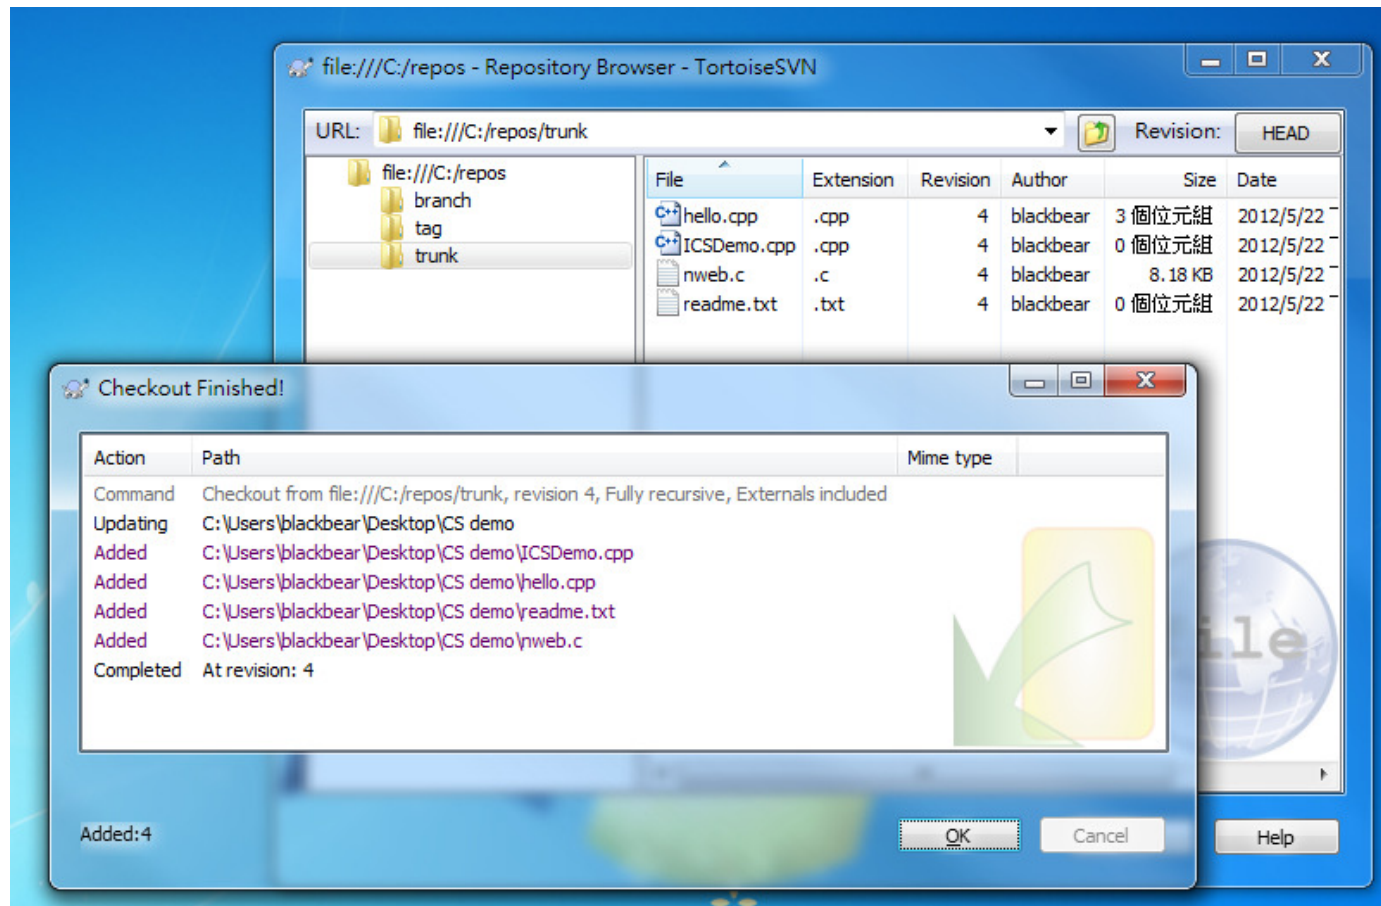 file:///C:/repos - Repository Browser - TortoiseSVN
URL: file:///C:/repos/trunk Revision: HEAD
file:///C:/repos
branch
tag
trunk
File Extension Revision Author Size Date
hello.cpp .cpp 4 blackbear 3 個位元組 2012/5/22
ICSDemo.cpp .cpp 4 blackbear 0 個位元組 2012/5/22
nweb.c .c 4 blackbear 8.18 KB 2012/5/22
readme.txt .txt 4 blackbear 0 個位元組 2012/5/22
Checkout Finished!
Action Path Mime type
Command Checkout from file:///C:/repos/trunk, revision 4, Fully recursive, Externals included
Updating C:\Users\blackbear\Desktop\CS demo
Added C:\Users\blackbear\Desktop\CS demo\ICSDemo.cpp
Added C:\Users\blackbear\Desktop\CS demo\hello.cpp
Added C:\Users\blackbear\Desktop\CS demo\readme.txt
Added C:\Users\blackbear\Desktop\CS demo\nweb.c
Completed At revision: 4
Added:4
OK Cancel Help